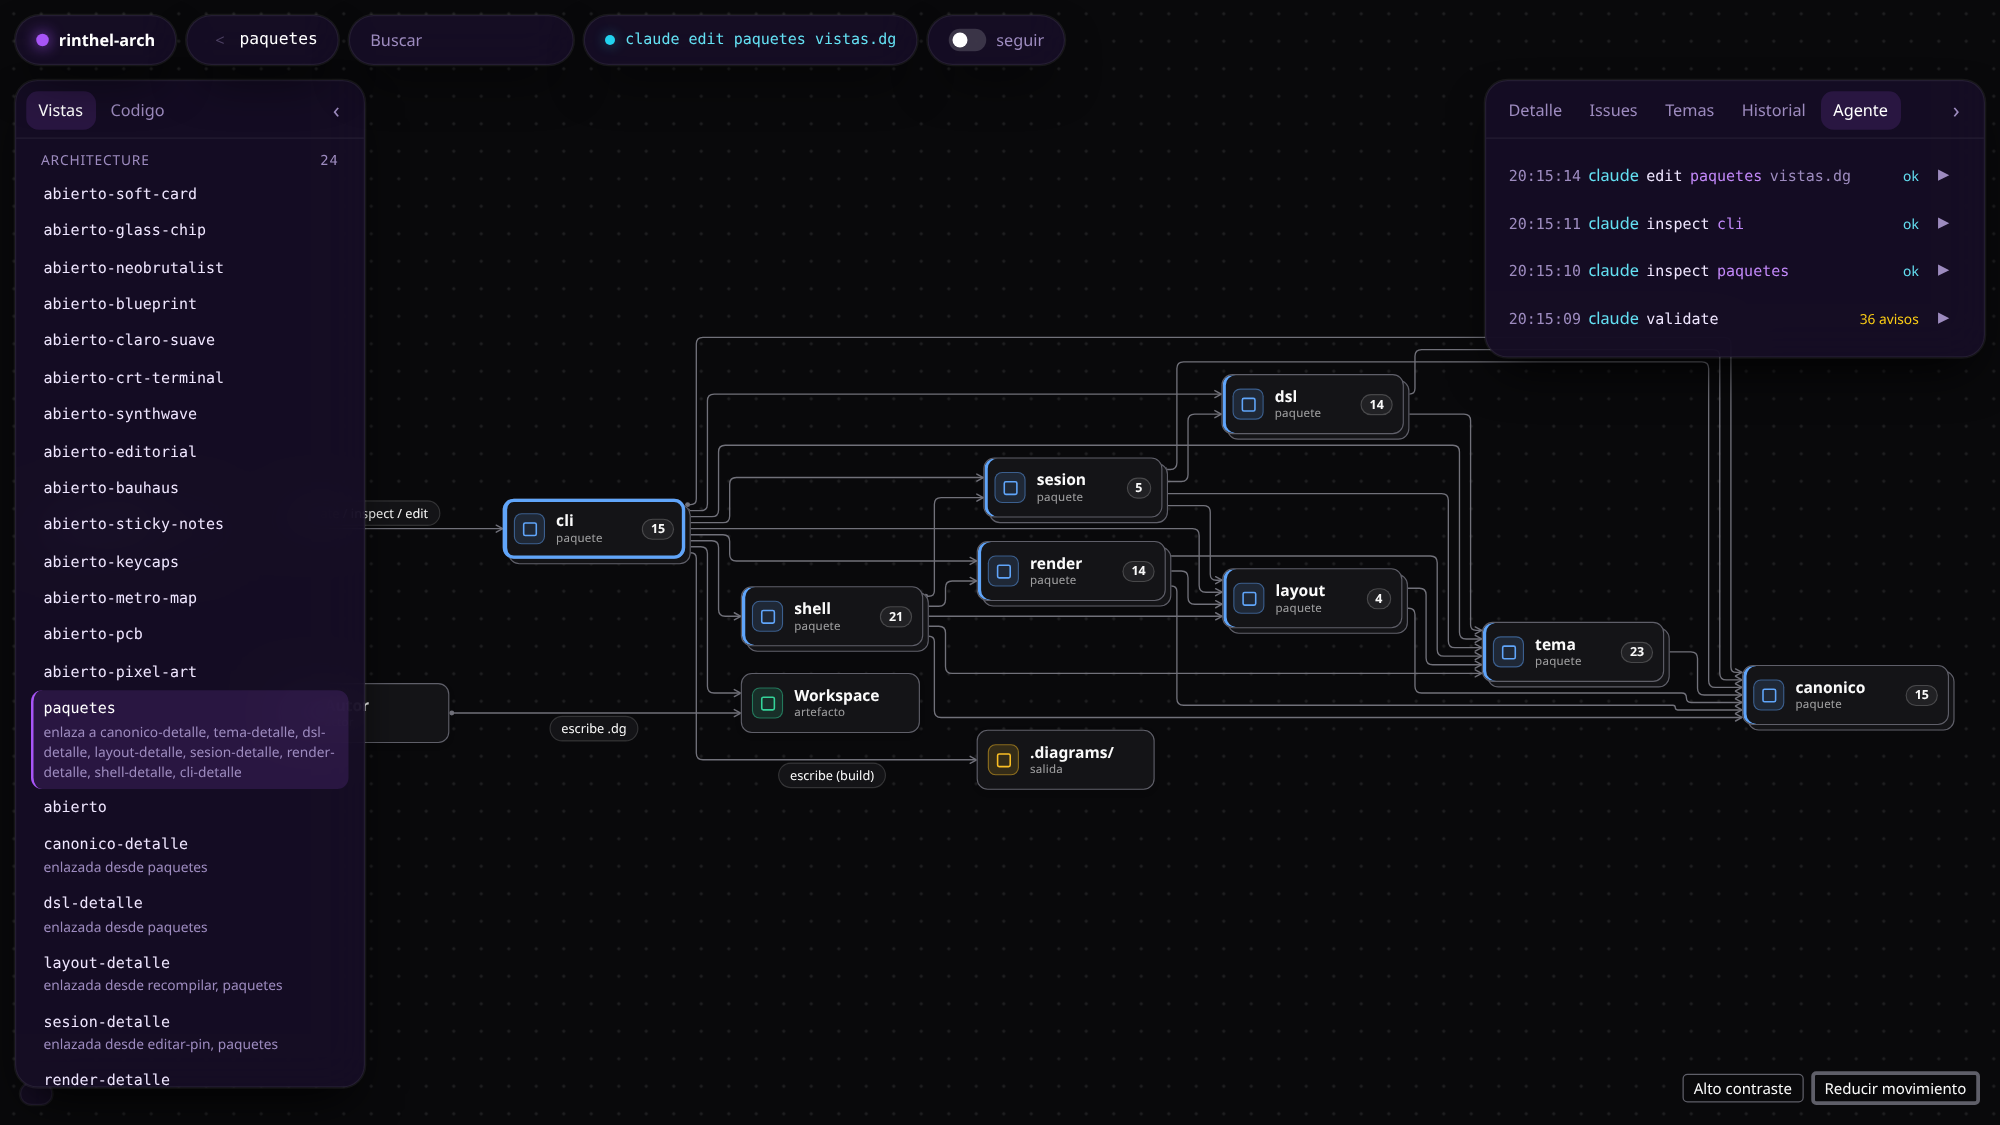 rinthel-arch
< paquetes
Buscar
claude edit paquetes vistas.dg
seguir
Vistas
Codigo
‹
ARCHITECTURE 24
abierto-soft-card
abierto-glass-chip
abierto-neobrutalist
abierto-blueprint
abierto-claro-suave
abierto-crt-terminal
abierto-synthwave
abierto-editorial
abierto-bauhaus
abierto-sticky-notes
abierto-keycaps
abierto-metro-map
abierto-pcb
abierto-pixel-art
paquetes
enlaza a canonico-detalle, tema-detalle, dsl-
detalle, layout-detalle, sesion-detalle, render-
detalle, shell-detalle, cli-detalle
abierto
canonico-detalle
enlazada desde paquetes
dsl-detalle
enlazada desde paquetes
layout-detalle
enlazada desde recompilar, paquetes
sesion-detalle
enlazada desde editar-pin, paquetes
render-detalle
Detalle
Issues
Temas
Historial
Agente
›
20:15:14 claude edit paquetes vistas.dg ok ▶
20:15:11 claude inspect cli ok ▶
20:15:10 claude inspect paquetes ok ▶
20:15:09 claude validate 36 avisos ▶
inspect / edit
cli
paquete
15
dsl
paquete
14
sesion
paquete
5
render
paquete
14
shell
paquete
21
layout
paquete
4
tema
paquete
23
canonico
paquete
15
Workspace
artefacto
escribe .dg
.diagrams/
salida
escribe (build)
Alto contraste
Reducir movimiento